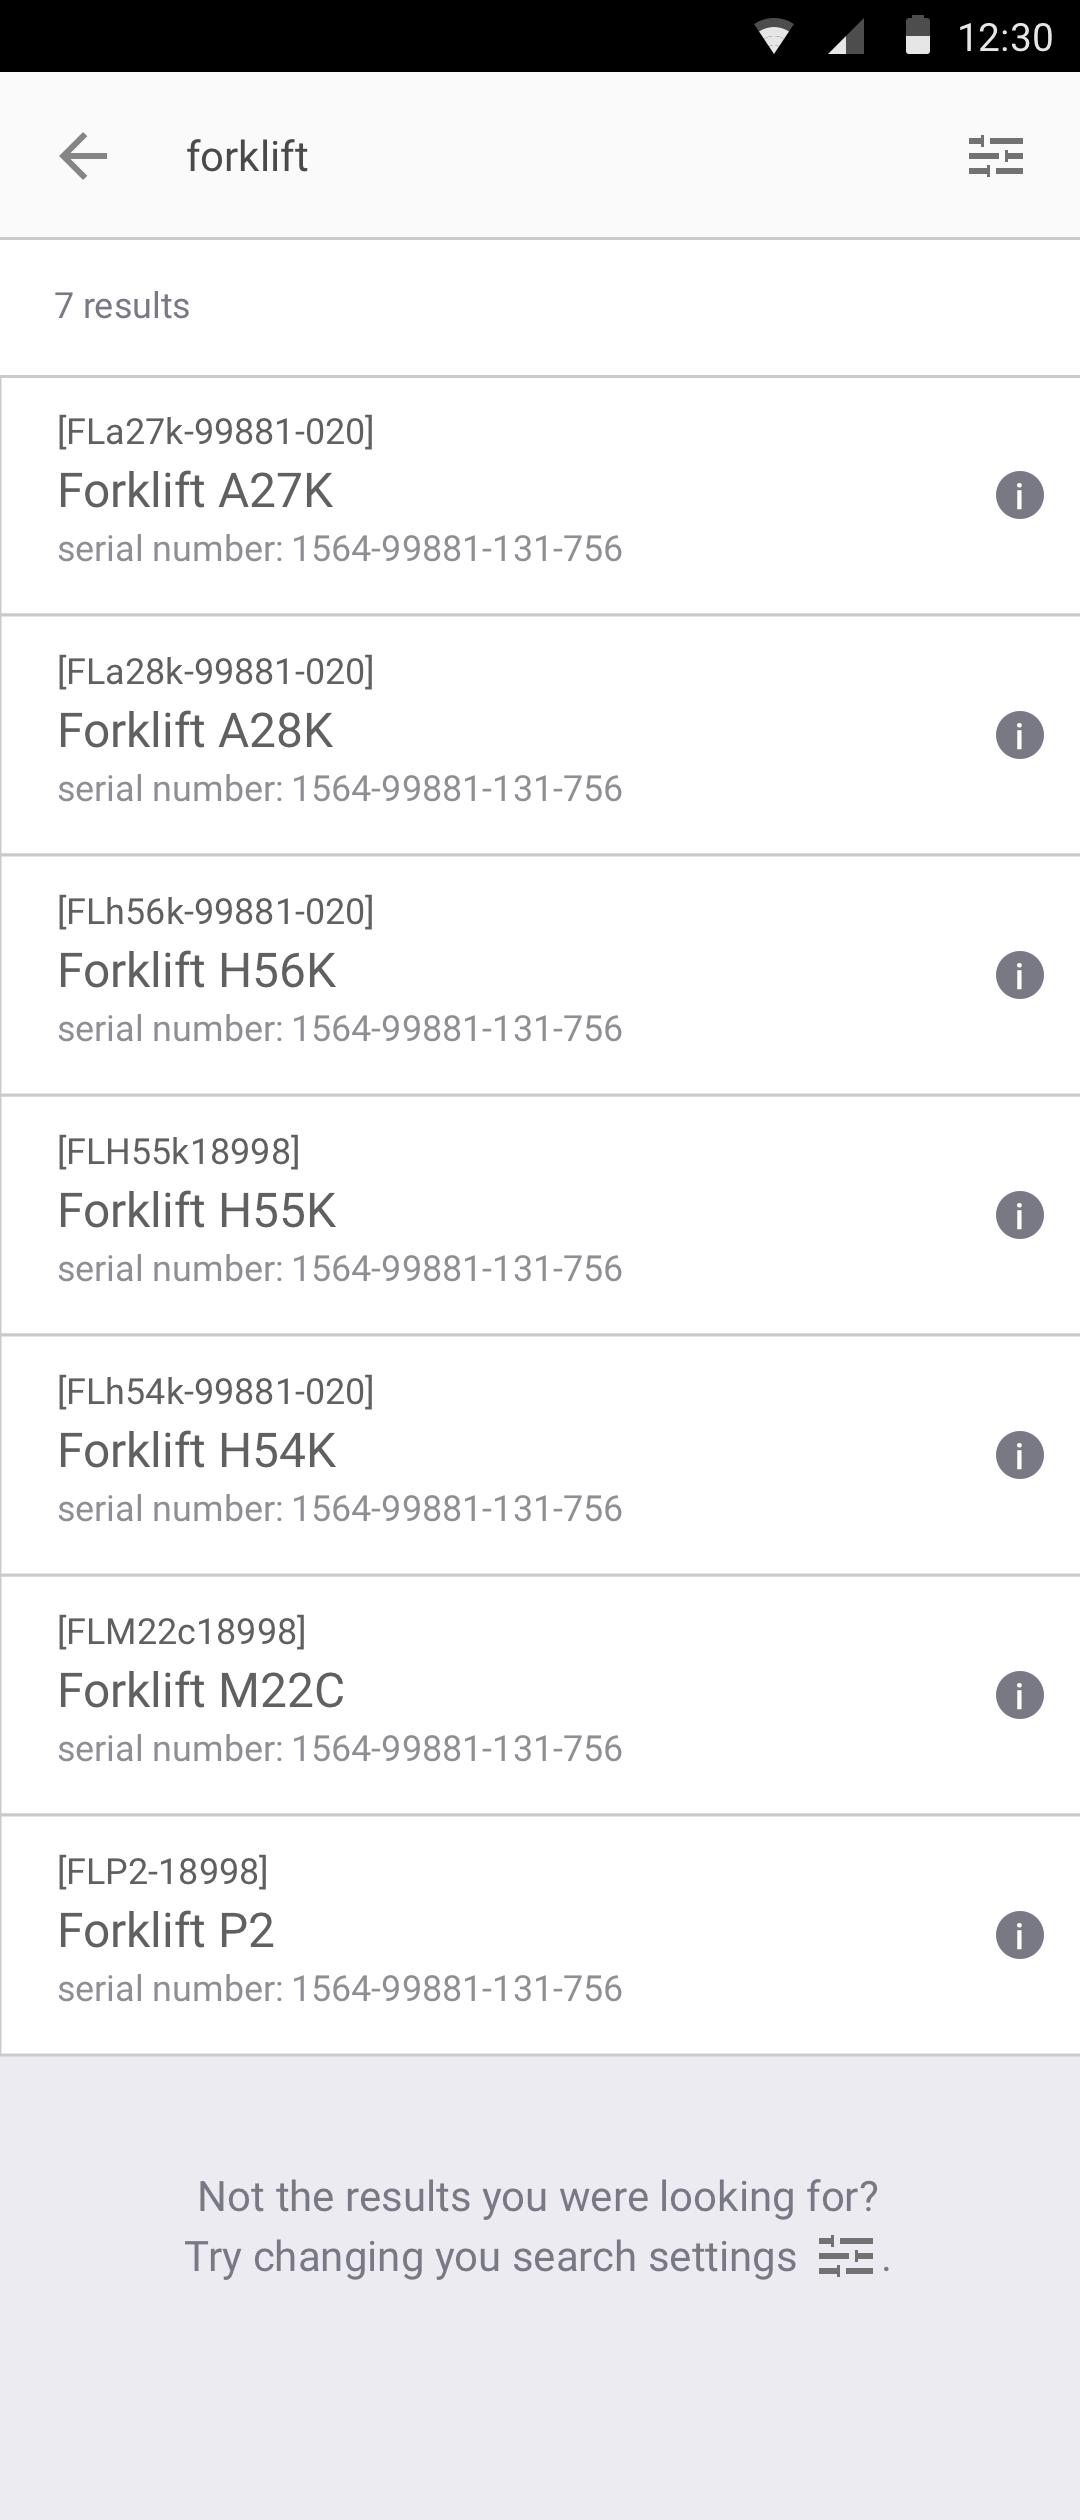 12:30
forklift
7 results
[FLa27k-99881-020]
Forklift A27K
serial number: 1564-99881-131-756
[FLa28k-99881-020]
Forklift A28K
serial number: 1564-99881-131-756
[FLh56k-99881-020]
Forklift H56K
serial number: 1564-99881-131-756
[FLH55k18998]
Forklift H55K
serial number: 1564-99881-131-756
[FLh54k-99881-020]
Forklift H54K
serial number: 1564-99881-131-756
[FLM22c18998]
Forklift M22C
serial number: 1564-99881-131-756
[FLP2-18998]
Forklift P2
serial number: 1564-99881-131-756
Not the results you were looking for?
Try changing you search settings .